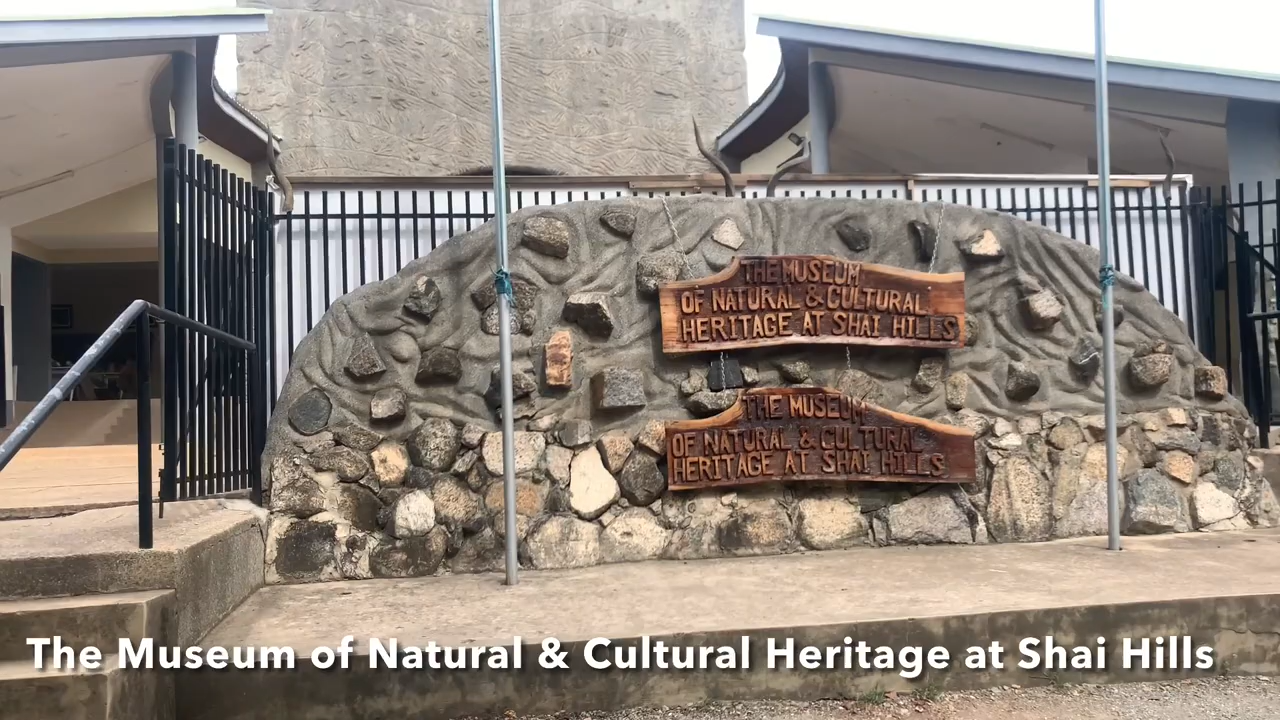 THE MUSEUM
OF NATURAL & CULTURAL
HERITAGE AT SHAI HILLS
THE MUSEUM
OF NATURAL & CULTURAL
HERITAGE AT SHAI HILLS
The Museum of Natural & Cultural Heritage at Shai Hills